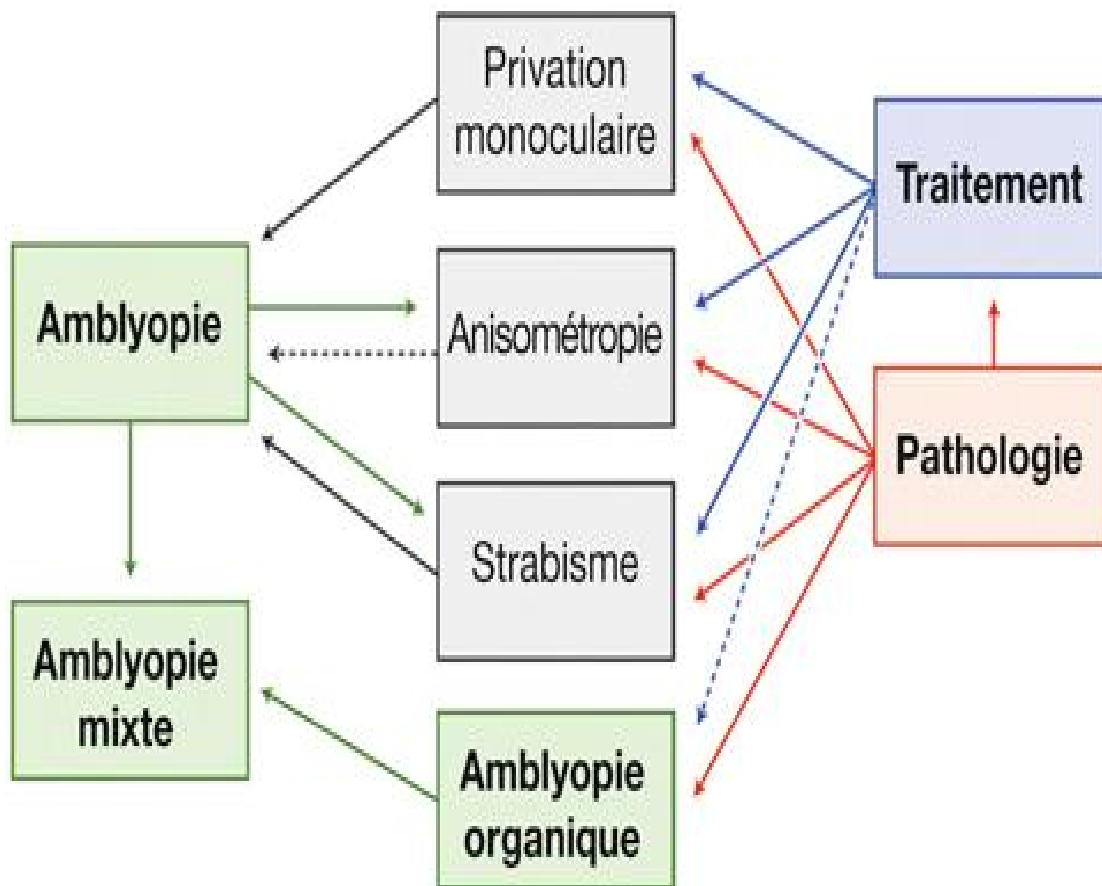 Privation
monoculaire
Traitement
Amblyopie
Anisométropie
Pathologie
Strabisme
Amblyopie
mixte
Amblyopie
organique